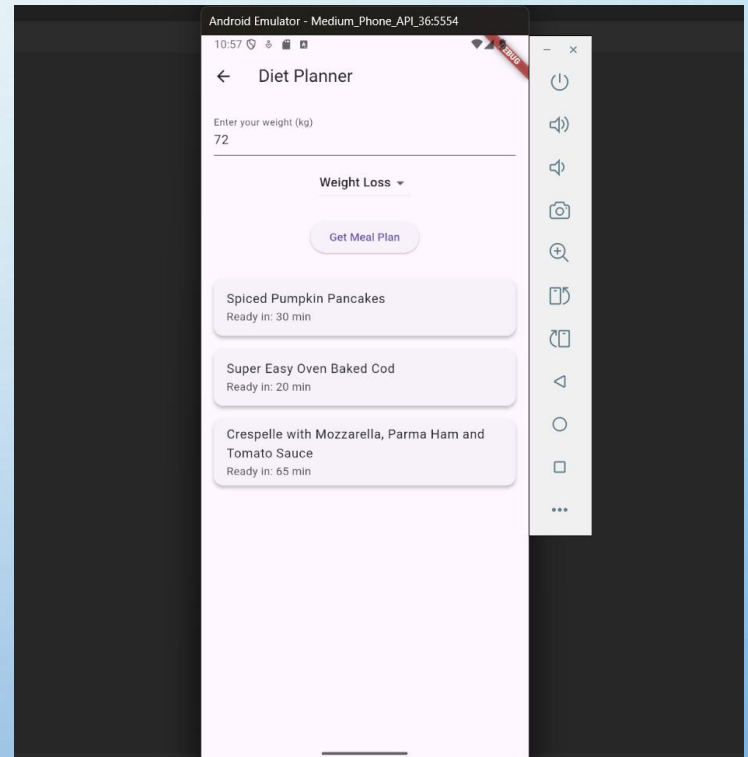 Android Emulator - Medium_Phone_API_36:5554
10:57
DEBUG
Diet Planner
Enter your weight (kg)
72
Weight Loss
Get Meal Plan
Spiced Pumpkin Pancakes
Ready in: 30 min
Super Easy Oven Baked Cod
Ready in: 20 min
Crespelle with Mozzarella, Parma Ham and
Tomato Sauce
Ready in: 65 min